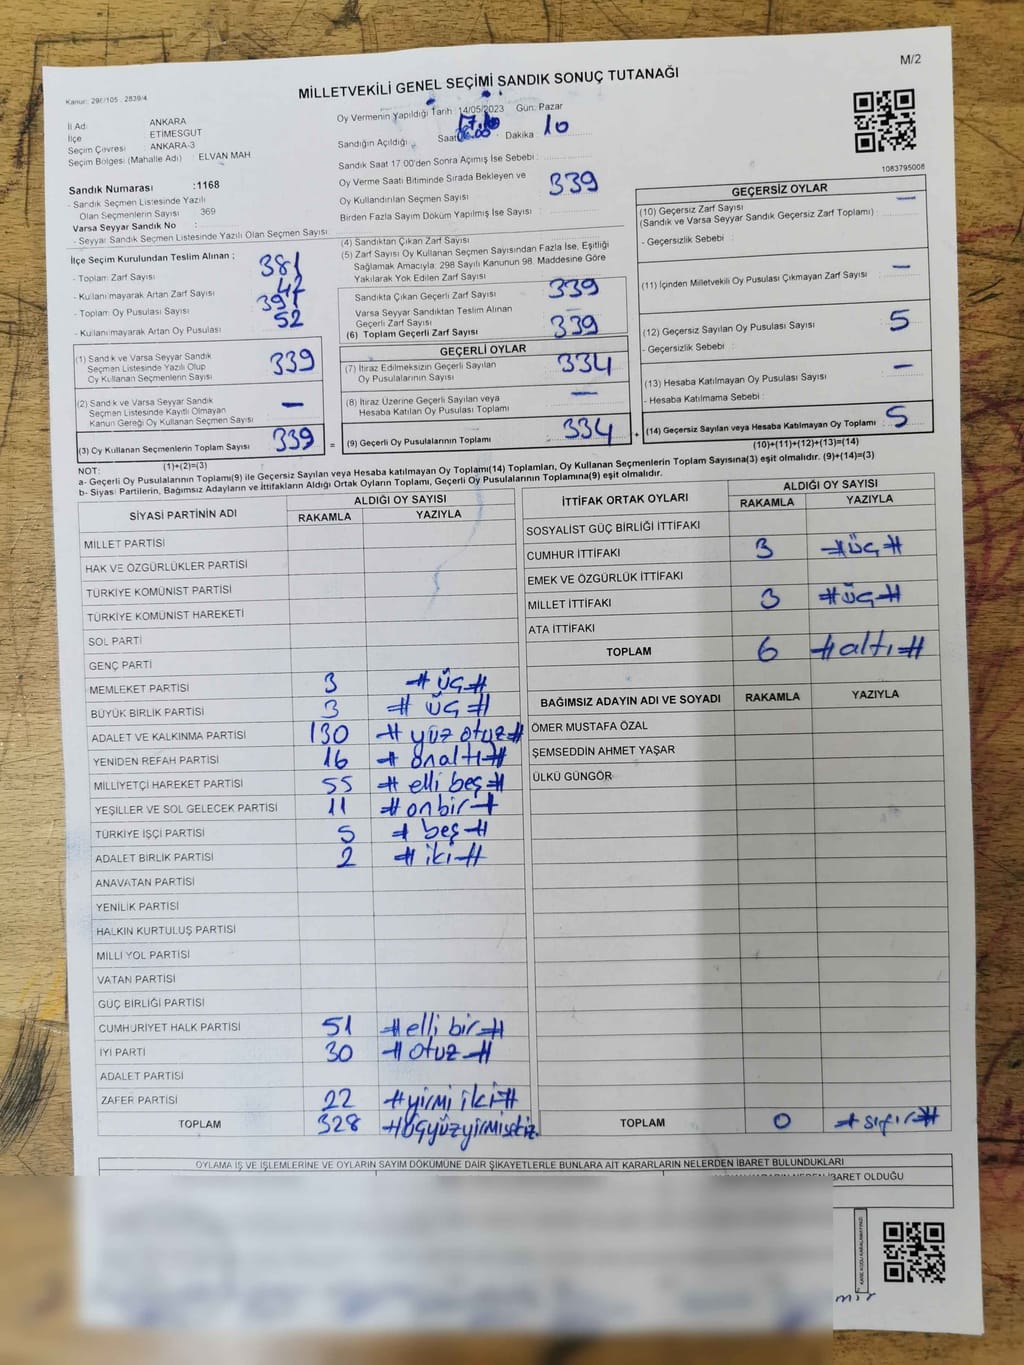 M/2
MİLLETVEKİLİ GENEL SEÇİMİ SANDIK SONUÇ TUTANAĞI
Kanun: 298/105 . 2839/4
İl Adı ANKARA
İlçe ETİMESGUT
Seçim Çevresi : ANKARA-3
Seçim Bölgesi (Mahalle Adı) : ELVAN MAH
Sandık Numarası :1168
- Sandık Seçmen Listesinde Yazılı
Olan Seçmenlerin Sayısı 369
Varsa Seyyar Sandık No :
- Seyyar Sandık Seçmen Listesinde Yazılı Olan Seçmen Sayısı:
Oy Vermenin Yapıldığı Tarih :14/05/2023 Gün: Pazar
Sandığın Açıldığı Saat Dakika 10
Sandık Saat 17.00'den Sonra Açılmış İse Sebebi :
Oy Verme Saati Bitiminde Sırada Bekleyen ve
Oy Kullandırılan Seçmen Sayısı 339
Birden Fazla Sayım Döküm Yapılmış İse Sayısı :
1083795006
İlçe Seçim Kurulundan Teslim Alınan ;
- Toplam Zarf Sayısı 381
- Kullanılmayarak Artan Zarf Sayısı 42
- Toplam Oy Pusulası Sayısı 391
- Kullanılmayarak Artan Oy Pusulası 52
(1) Sandık ve Varsa Seyyar Sandık
Seçmen Listesinde Yazılı Olup
Oy Kullanan Seçmenlerin Sayısı 339
(2) Sandık ve Varsa Seyyar Sandık
Seçmen Listesinde Kayıtlı Olmayan
Kanun Gereği Oy Kullanan Seçmen Sayısı –
(3) Oy Kullanan Seçmenlerin Toplam Sayısı 339 =
(1)+(2)=(3)
(4) Sandıktan Çıkan Zarf Sayısı
(5) Zarf Sayısı Oy Kullanan Seçmen Sayısından Fazla İse, Eşitliği
Sağlamak Amacıyla, 298 Sayılı Kanunun 98. Maddesine Göre
Yakılarak Yok Edilen Zarf Sayısı
Sandıkta Çıkan Geçerli Zarf Sayısı 339
Varsa Seyyar Sandıktan Teslim Alınan
Geçerli Zarf Sayısı –
(6) Toplam Geçerli Zarf Sayısı 339
GEÇERLİ OYLAR
(7) İtiraz Edilmeksizin Geçerli Sayılan
Oy Pusulalarının Sayısı 334
(8) İtiraz Üzerine Geçerli Sayılan veya
Hesaba Katılan Oy Pusulası Toplamı –
(9) Geçerli Oy Pusulalarının Toplamı 334 +
GEÇERSİZ OYLAR
(10) Geçersiz Zarf Sayısı –
(Sandık ve Varsa Seyyar Sandık Geçersiz Zarf Toplamı) :
- Geçersizlik Sebebi :
(11) İçinden Milletvekili Oy Pusulası Çıkmayan Zarf Sayısı –
(12) Geçersiz Sayılan Oy Pusulası Sayısı 5
- Geçersizlik Sebebi :
(13) Hesaba Katılmayan Oy Pusulası Sayısı –
- Hesaba Katılmama Sebebi :
(14) Geçersiz Sayılan veya Hesaba Katılmayan Oy Toplamı : 5
(10)+(11)+(12)+(13)=(14)
NOT:
a- Geçerli Oy Pusulalarının Toplamı(9) ile Geçersiz Sayılan veya Hesaba katılmayan Oy Toplamı(14) Toplamları, Oy Kullanan Seçmenlerin Toplam Sayısına(3) eşit olmalıdır. (9)+(14)=(3)
b- Siyasi Partilerin, Bağımsız Adayların ve İttifakların Aldığı Ortak Oyların Toplamı, Geçerli Oy Pusulalarının Toplamına(9) eşit olmalıdır.
SİYASİ PARTİNİN ADI ALDIĞI OY SAYISI
RAKAMLA YAZIYLA
MİLLET PARTİSİ
HAK VE ÖZGÜRLÜKLER PARTİSİ
TÜRKİYE KOMÜNİST PARTİSİ
TÜRKİYE KOMÜNİST HAREKETİ
SOL PARTİ
GENÇ PARTİ
MEMLEKET PARTİSİ 3 # üç #
BÜYÜK BİRLİK PARTİSİ 3 # üç #
ADALET VE KALKINMA PARTİSİ 130 # yüz otuz #
YENİDEN REFAH PARTİSİ 16 # onaltı #
MİLLİYETÇİ HAREKET PARTİSİ 55 # elli beş #
YEŞİLLER VE SOL GELECEK PARTİSİ 11 # onbir #
TÜRKİYE İŞÇİ PARTİSİ 5 # beş #
ADALET BİRLİK PARTİSİ 2 # iki #
ANAVATAN PARTİSİ
YENİLİK PARTİSİ
HALKIN KURTULUŞ PARTİSİ
MİLLİ YOL PARTİSİ
VATAN PARTİSİ
GÜÇ BİRLİĞİ PARTİSİ
CUMHURİYET HALK PARTİSİ 51 # elli bir #
İYİ PARTİ 30 # otuz #
ADALET PARTİSİ
ZAFER PARTİSİ 22 # yirmi iki #
TOPLAM 328 # üçyüzyirmisekiz.
İTTİFAK ORTAK OYLARI ALDIĞI OY SAYISI
RAKAMLA YAZIYLA
SOSYALİST GÜÇ BİRLİĞİ İTTİFAKI
CUMHUR İTTİFAKI 3 # üç #
EMEK VE ÖZGÜRLÜK İTTİFAKI
MİLLET İTTİFAKI 3 # üç #
ATA İTTİFAKI
TOPLAM 6 # altı #
BAĞIMSIZ ADAYIN ADI VE SOYADI RAKAMLA YAZIYLA
ÖMER MUSTAFA ÖZAL
ŞEMSEDDİN AHMET YAŞAR
ÜLKÜ GÜNGÖR
TOPLAM 0 # sıfır #
OYLAMA İŞ VE İŞLEMLERİNE VE OYLARIN SAYIM DÖKÜMÜNE DAİR ŞİKAYETLERLE BUNLARA AİT KARARLARIN NELERDEN İBARET BULUNDUKLARI
İBARET OLDUĞU